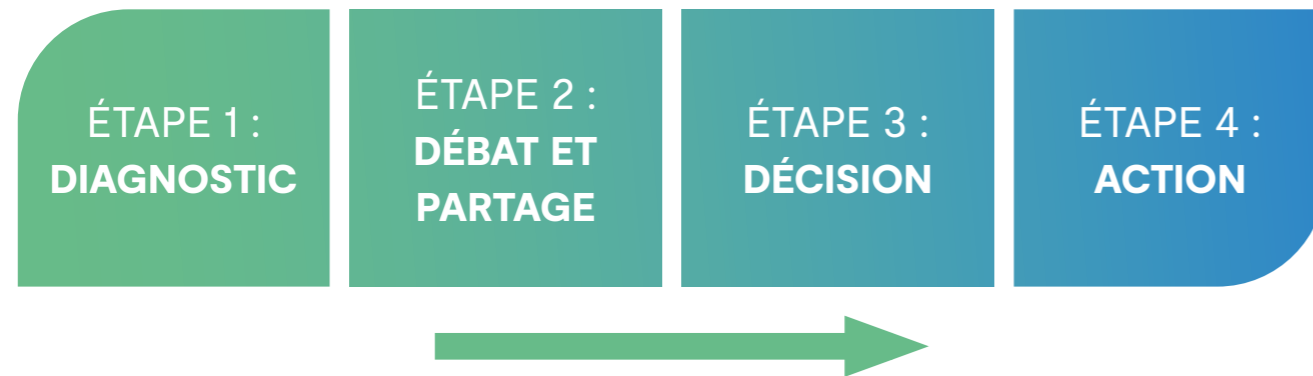 ÉTAPE 1 :
DIAGNOSTIC
ÉTAPE 2 :
DÉBAT ET
PARTAGE
ÉTAPE 3 :
DÉCISION
ÉTAPE 4 :
ACTION